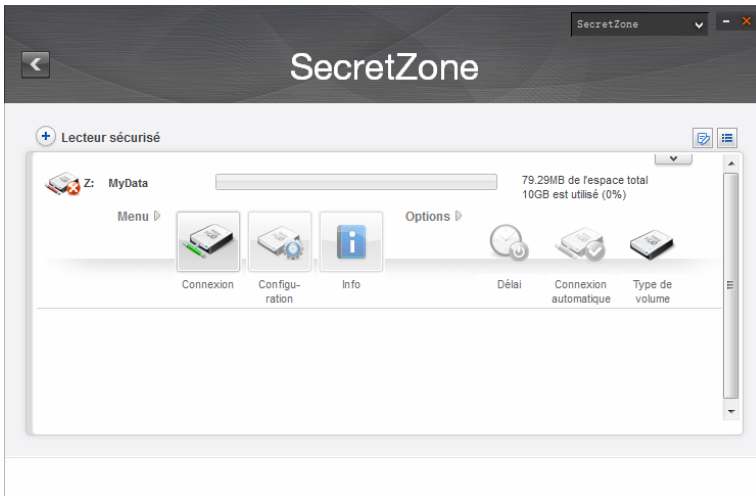 SecretZone
SecretZone
Lecteur sécurisé
Z: MyData
79.29MB de l'espace total
10GB est utilisé (0%)
Menu
Options
Connexion
Configu-
ration
Info
Délai
Connexion
automatique
Type de
volume